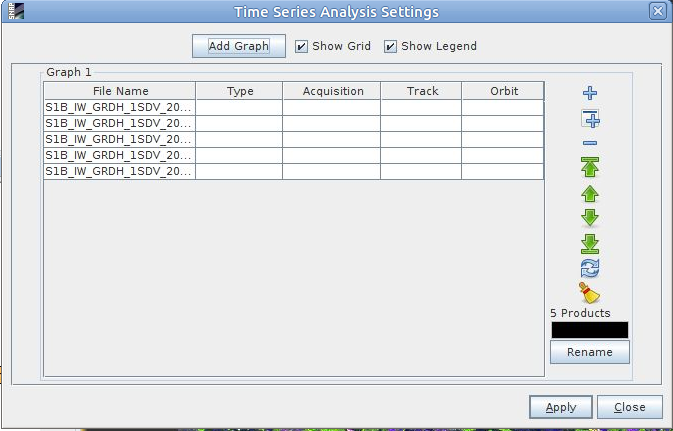 SNAP
Time Series Analysis Settings
Add Graph Show Grid Show Legend
Graph 1
File Name Type Acquisition Track Orbit
S1B_IW_GRDH_1SDV_20...
S1B_IW_GRDH_1SDV_20...
S1B_IW_GRDH_1SDV_20...
S1B_IW_GRDH_1SDV_20...
S1B_IW_GRDH_1SDV_20...
5 Products
Rename
Apply Close